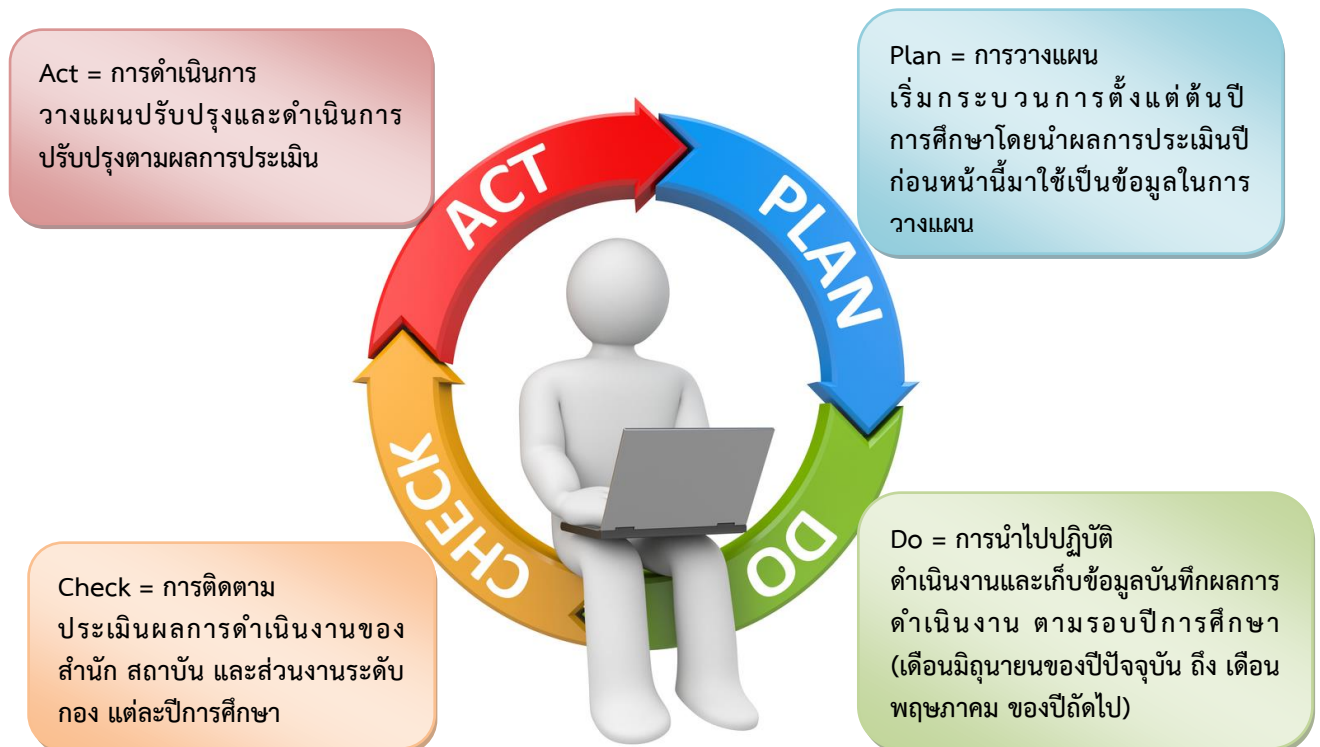 Act = การดำเนินการ
วางแผนปรับปรุงและดำเนินการ
ปรับปรุงตามผลการประเมิน
Plan = การวางแผน
เริ่มกระบวนการตั้งแต่ต้นปี
การศึกษาโดยนำผลการประเมินปี
ก่อนหน้านี้มาใช้เป็นข้อมูลในการ
วางแผน
ACT
PLAN
CHECK
DO
Check = การติดตาม
ประเมินผลการดำเนินงานของ
สำนัก สถาบัน และส่วนงานระดับ
กอง แต่ละปีการศึกษา
Do = การนำไปปฏิบัติ
ดำเนินงานและเก็บข้อมูลบันทึกผลการ
ดำเนินงาน ตามรอบปีการศึกษา
(เดือนมิถุนายนของปีปัจจุบัน ถึง เดือน
พฤษภาคม ของปีถัดไป)